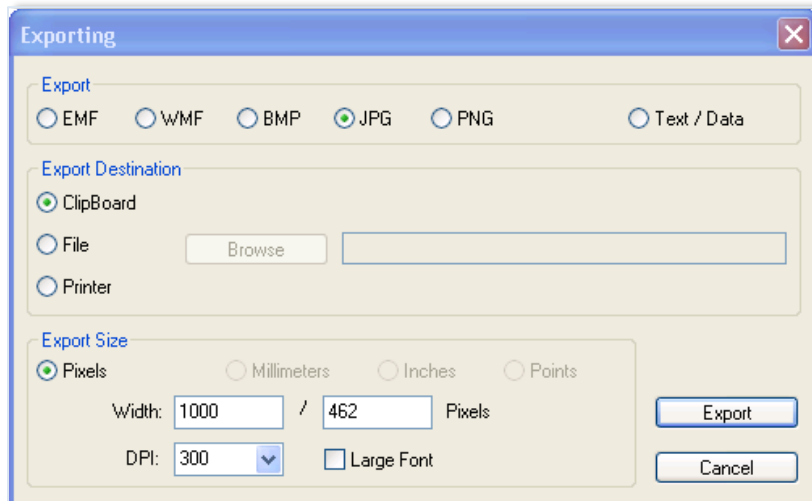 Exporting
Export
EMF WMF BMP JPG PNG Text / Data
Export Destination
ClipBoard
File Browse
Printer
Export Size
Pixels Millimeters Inches Points
Width: 1000 / 462 Pixels
Export
DPI: 300 Large Font
Cancel